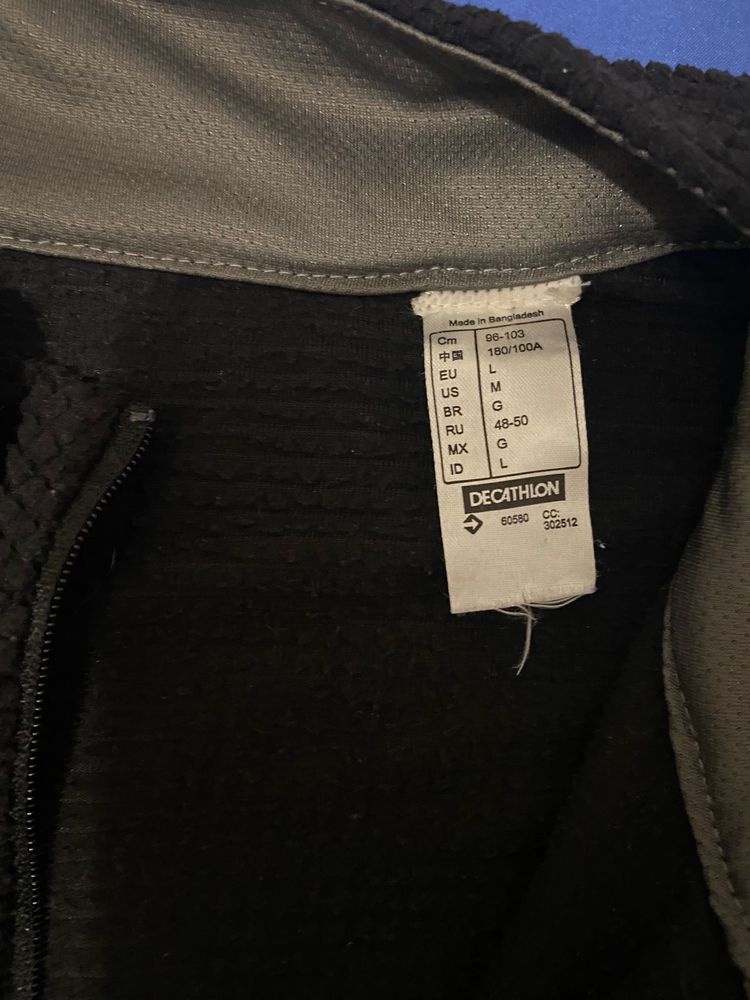 Made in Bangladesh
Cm 96-103
中国 180/100A
EU L
US M
BR G
RU 48-50
MX G
ID L
DECATHLON
60580 CC:
302512